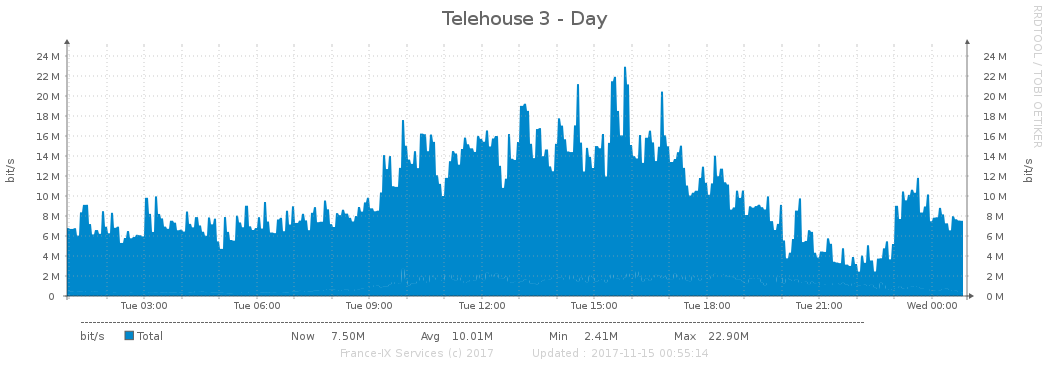 Telehouse 3 - Day
RRDTOOL / TOBI OETIKER
24 M 24 M
22 M 22 M
20 M 20 M
18 M 18 M
16 M 16 M
14 M 14 M
12 M 12 M
10 M 10 M
8 M 8 M
6 M 6 M
4 M 4 M
2 M 2 M
0 0 M
bit/s
bit/s
Tue 03:00 Tue 06:00 Tue 09:00 Tue 12:00 Tue 15:00 Tue 18:00 Tue 21:00 Wed 00:00
bit/s Total Now 7.50M Avg 10.01M Min 2.41M Max 22.90M
France-IX Services (c) 2017 Updated : 2017-11-15 00:55:14